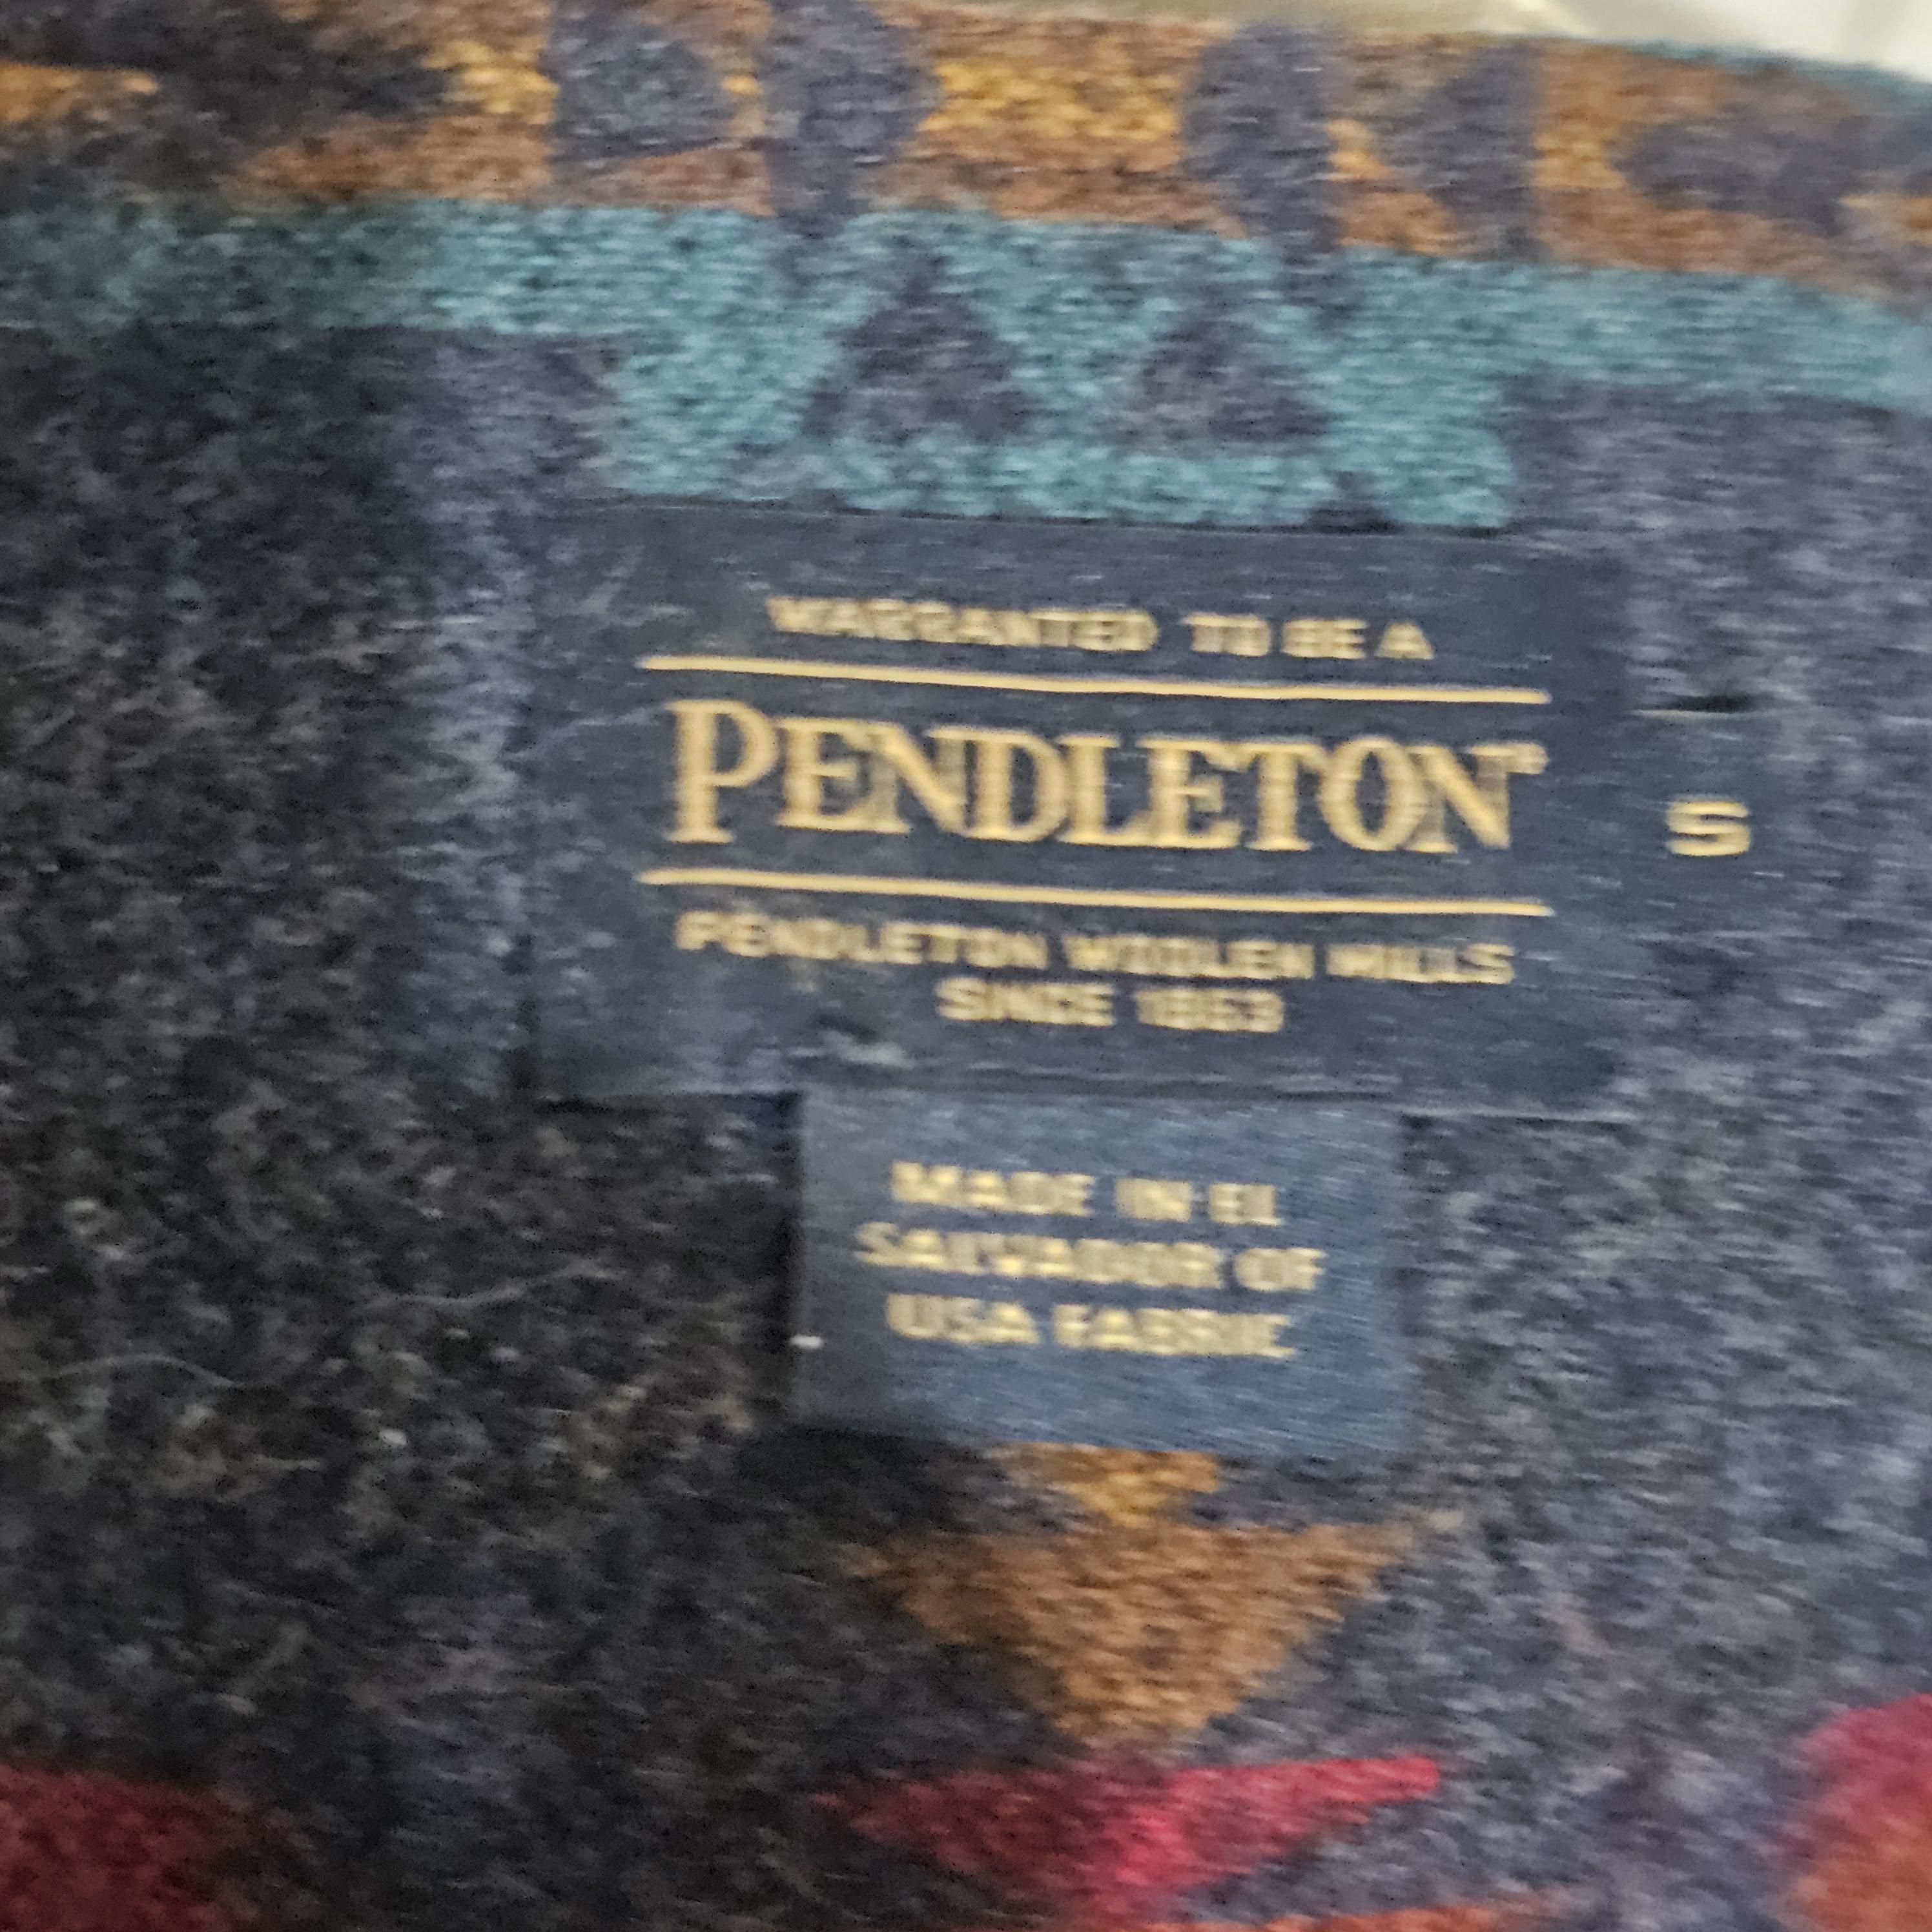 WARRANTED TO BE A
PENDLETON®
S
PENDLETON WOOLEN MILLS
SINCE 1863
MADE IN EL
SALVADOR OF
USA FABRIC